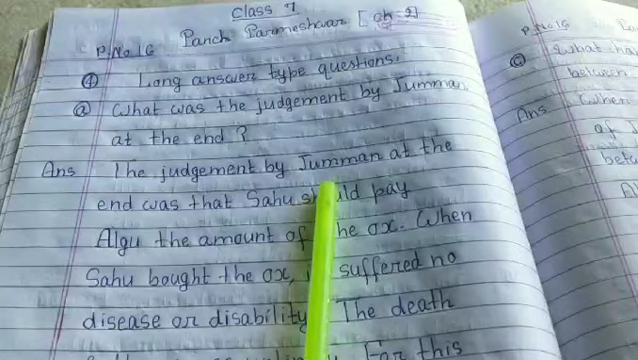 Class 7
P.No 16 Panch Parmeshwar [ch-2]
④ Long answer type questions.
ⓐ What was the judgement by Jumman
at the end?
Ans The judgement by Jumman at the
end was that Sahu should pay
Algu the amount of the ox. When
Sahu bought the ox, suffered no
disease or disability. The death
For this
P.No 16
ⓒ What
between
Ans When
of